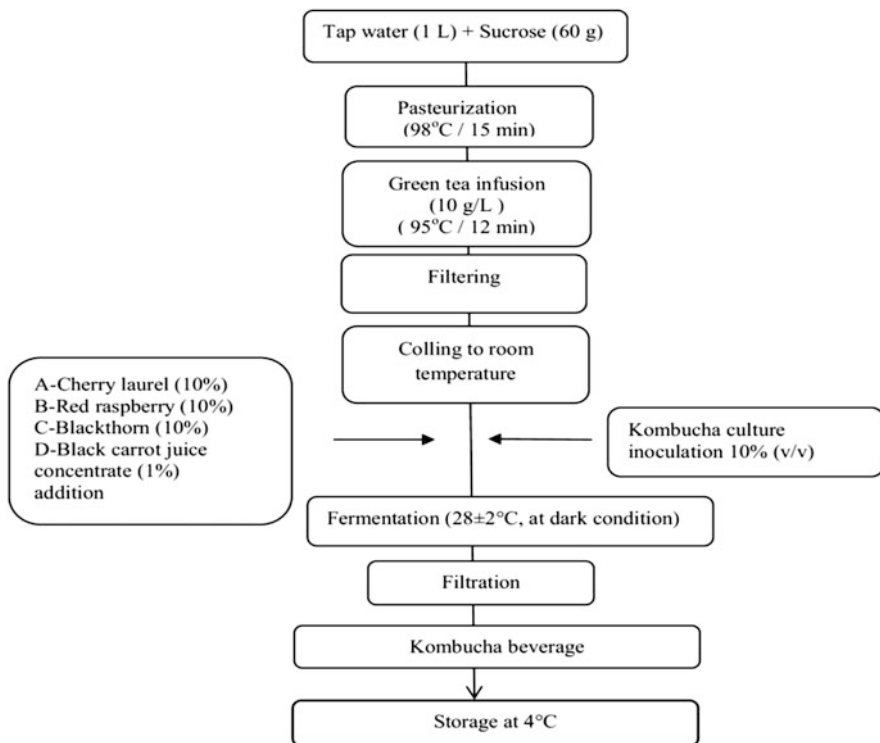 Tap water (1 L) + Sucrose (60 g)
Pasteurization
(98°C / 15 min)
Green tea infusion
(10 g/L )
( 95°C / 12 min)
Filtering
Colling to room
temperature
A-Cherry laurel (10%)
B-Red raspberry (10%)
C-Blackthorn (10%)
D-Black carrot juice
concentrate (1%)
addition
Kombucha culture
inoculation 10% (v/v)
Fermentation (28±2°C, at dark condition)
Filtration
Kombucha beverage
Storage at 4°C